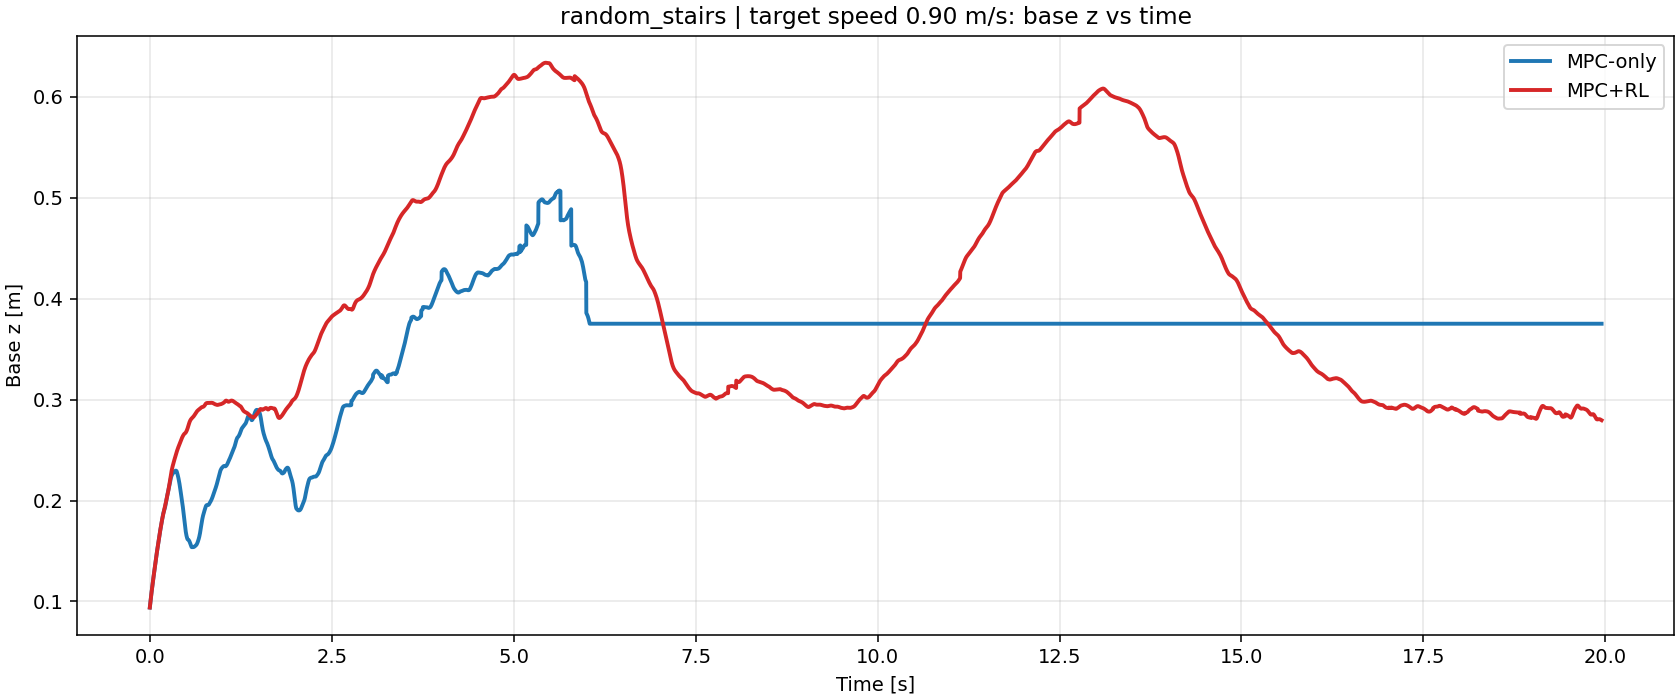 random_stairs | target speed 0.90 m/s: base z vs time
MPC-only
MPC+RL
Base z [m]
0.6
0.5
0.4
0.3
0.2
0.1
0.0 2.5 5.0 7.5 10.0 12.5 15.0 17.5 20.0
Time [s]